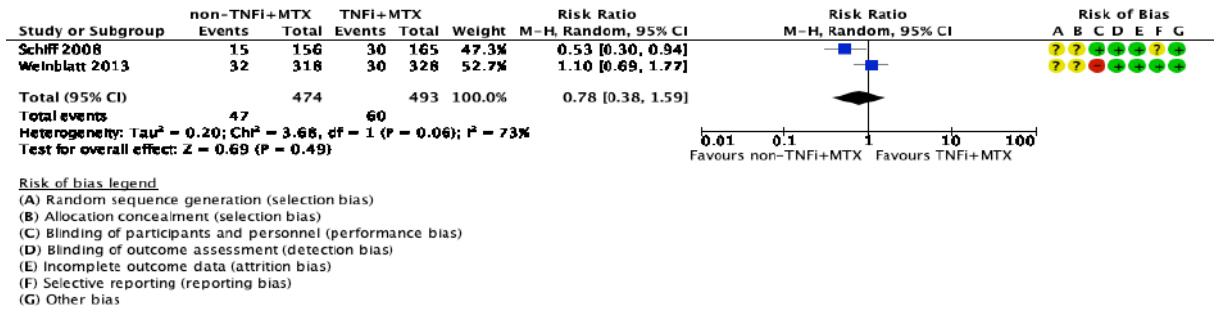 non-TNFi+MTX TNFi+MTX Risk Ratio Risk Ratio Risk of Bias
Study or Subgroup Events Total Events Total Weight M-H, Random, 95% CI M-H, Random, 95% CI A B C D E F G
Schiff 2008 15 156 30 165 47.3% 0.53 [0.30, 0.94] ? ? + + + ? +
Weinblatt 2013 32 318 30 328 52.7% 1.10 [0.69, 1.77] ? ? - + + + +
Total (95% CI) 474 493 100.0% 0.78 [0.38, 1.59]
Total events 47 60
Heterogeneity: Tau² = 0.20; Chi² = 3.68, df = 1 (P = 0.06); I² = 73%
Test for overall effect: Z = 0.69 (P = 0.49)
0.01 0.1 1 10 100
Favours non-TNFi+MTX Favours TNFi+MTX
Risk of bias legend
(A) Random sequence generation (selection bias)
(B) Allocation concealment (selection bias)
(C) Blinding of participants and personnel (performance bias)
(D) Blinding of outcome assessment (detection bias)
(E) Incomplete outcome data (attrition bias)
(F) Selective reporting (reporting bias)
(G) Other bias